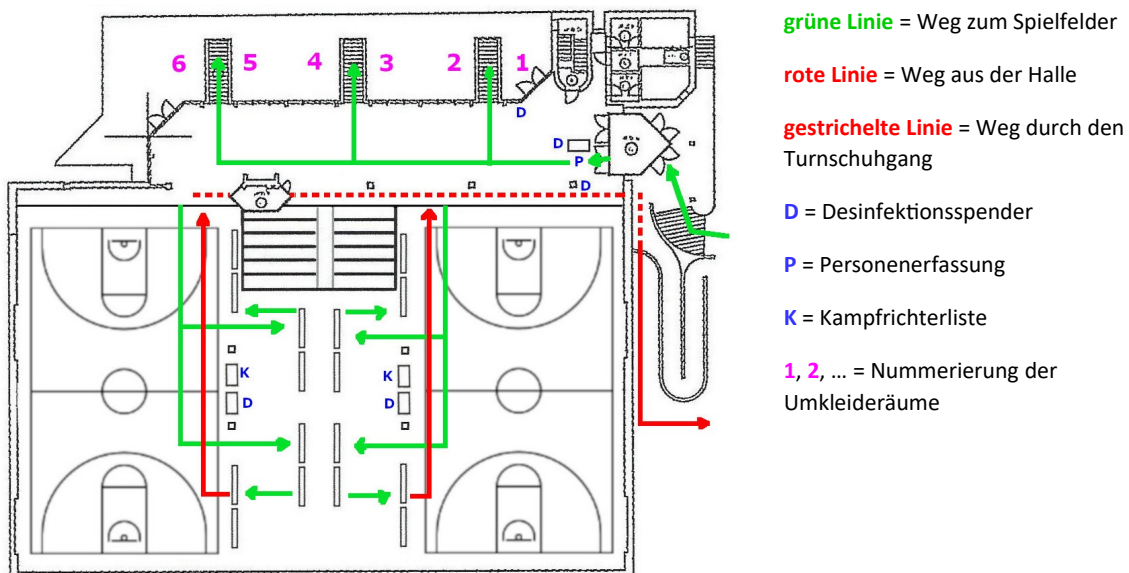 grüne Linie = Weg zum Spielfelder
rote Linie = Weg aus der Halle
gestrichelte Linie = Weg durch den
Turnschuhgang
D = Desinfektionsspender
P = Personenerfassung
K = Kampfrichterliste
1, 2, ... = Nummerierung der
Umkleideräume
6 5 4 3 2 1
D
D
P
D
K K
D D